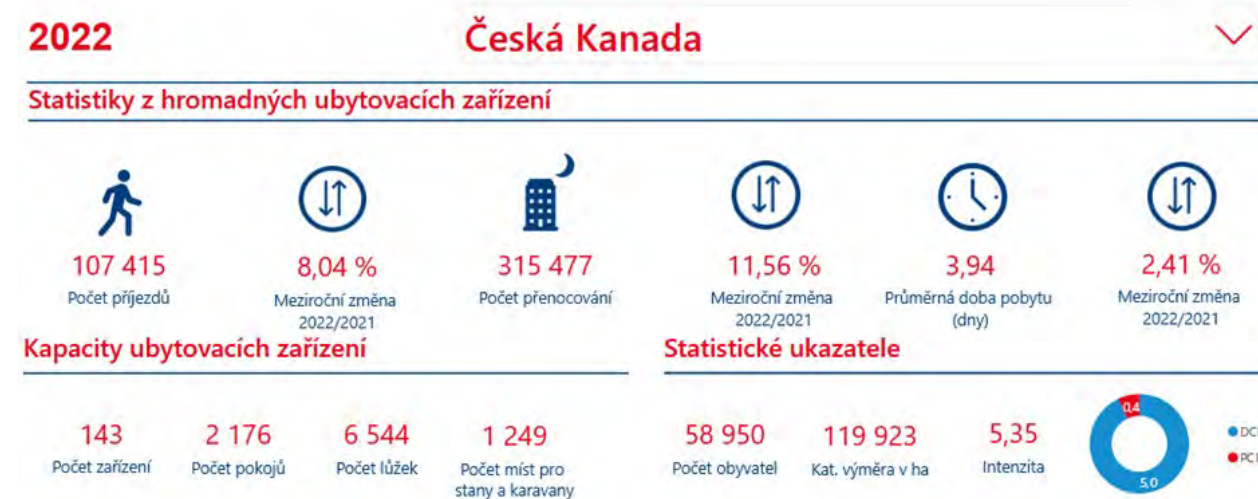 2022
Česká Kanada
Statistiky z hromadných ubytovacích zařízení
107 415
Počet příjezdů
8,04 %
Meziroční změna
2022/2021
315 477
Počet přenocování
11,56 %
Meziroční změna
2022/2021
3,94
Průměrná doba pobytu
(dny)
2,41 %
Meziroční změna
2022/2021
Kapacity ubytovacích zařízení
143
Počet zařízení
2 176
Počet pokojů
6 544
Počet lůžek
1 249
Počet míst pro
stany a karavany
Statistické ukazatele
58 950
Počet obyvatel
119 923
Kat. výměra v ha
5,35
Intenzita
0,4
5,0